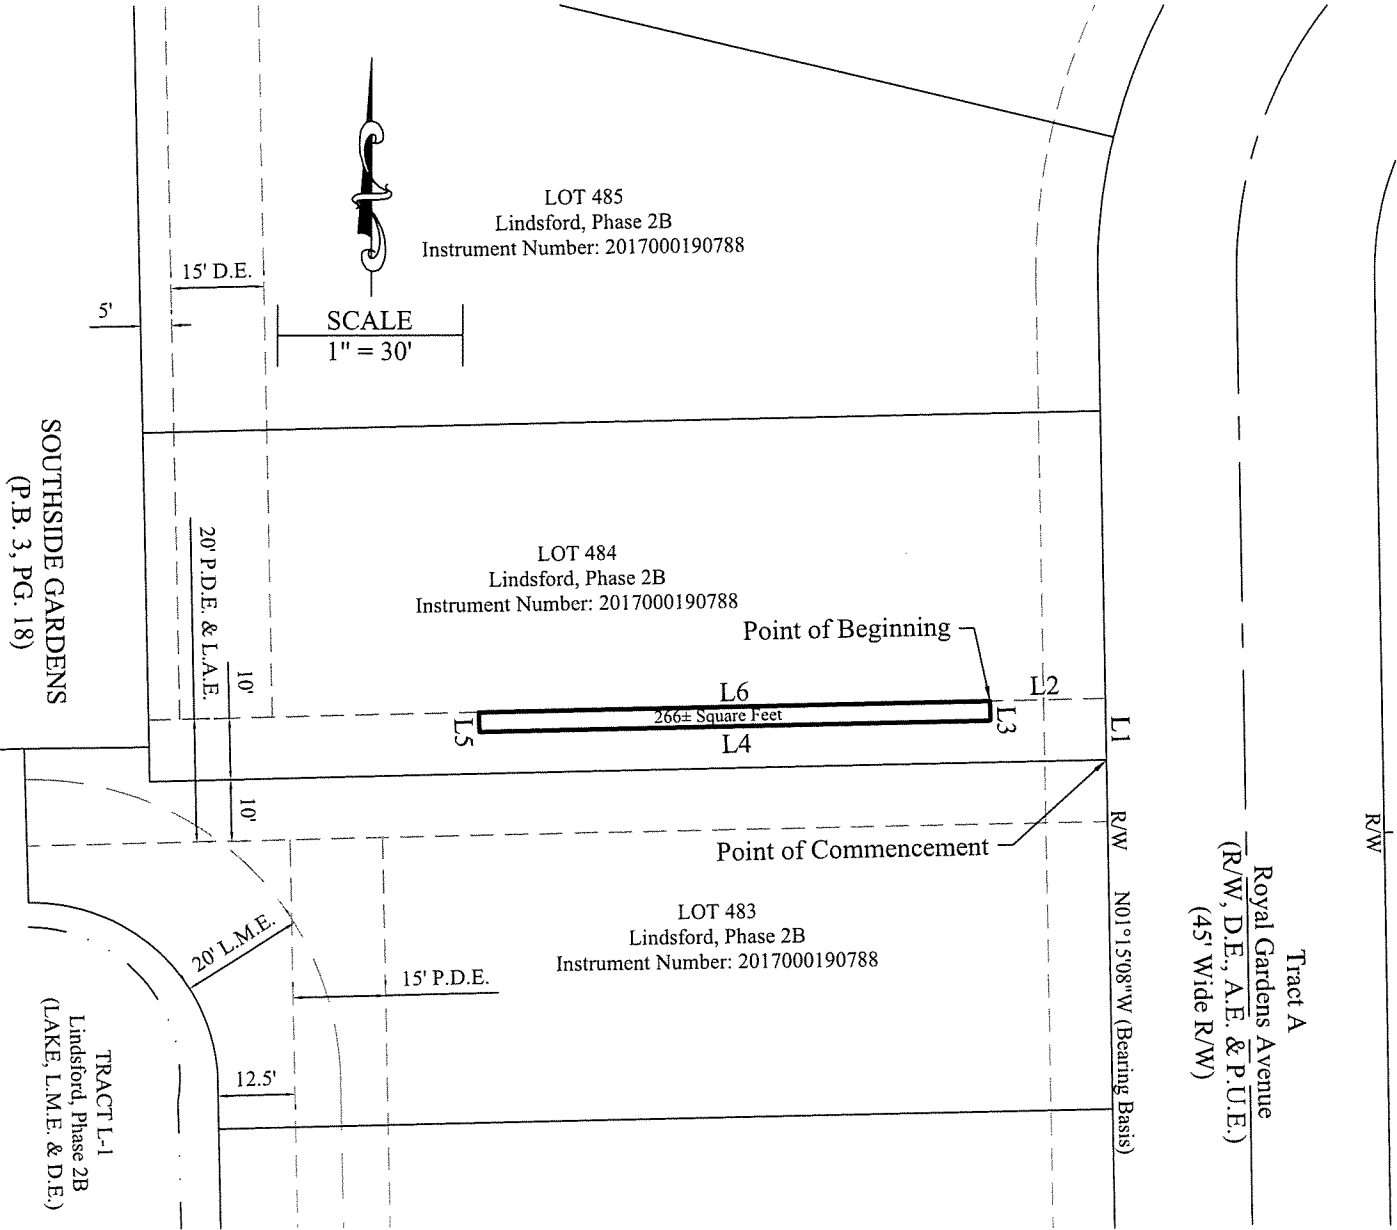 LOT 485
Lindsford, Phase 2B
Instrument Number: 2017000190788
15' D.E.
5'
SCALE
1" = 30'
SOUTHSIDE GARDENS
(P.B. 3, PG. 18)
20' P.D.E. & L.A.E.
LOT 484
Lindsford, Phase 2B
Instrument Number: 2017000190788
Point of Beginning
10'
L6
L2
266± Square Feet
L5
L3
L4
L1
10'
R/W
R/W
Point of Commencement
LOT 483
Lindsford, Phase 2B
Instrument Number: 2017000190788
N01°15'08"W (Bearing Basis)
Tract A
Royal Gardens Avenue
(R/W, D.E., A.E. & P.U.E.)
(45' Wide R/W)
20' L.M.E.
15' P.D.E.
12.5'
TRACT L-1
Lindsford, Phase 2B
(LAKE, L.M.E. & D.E.)